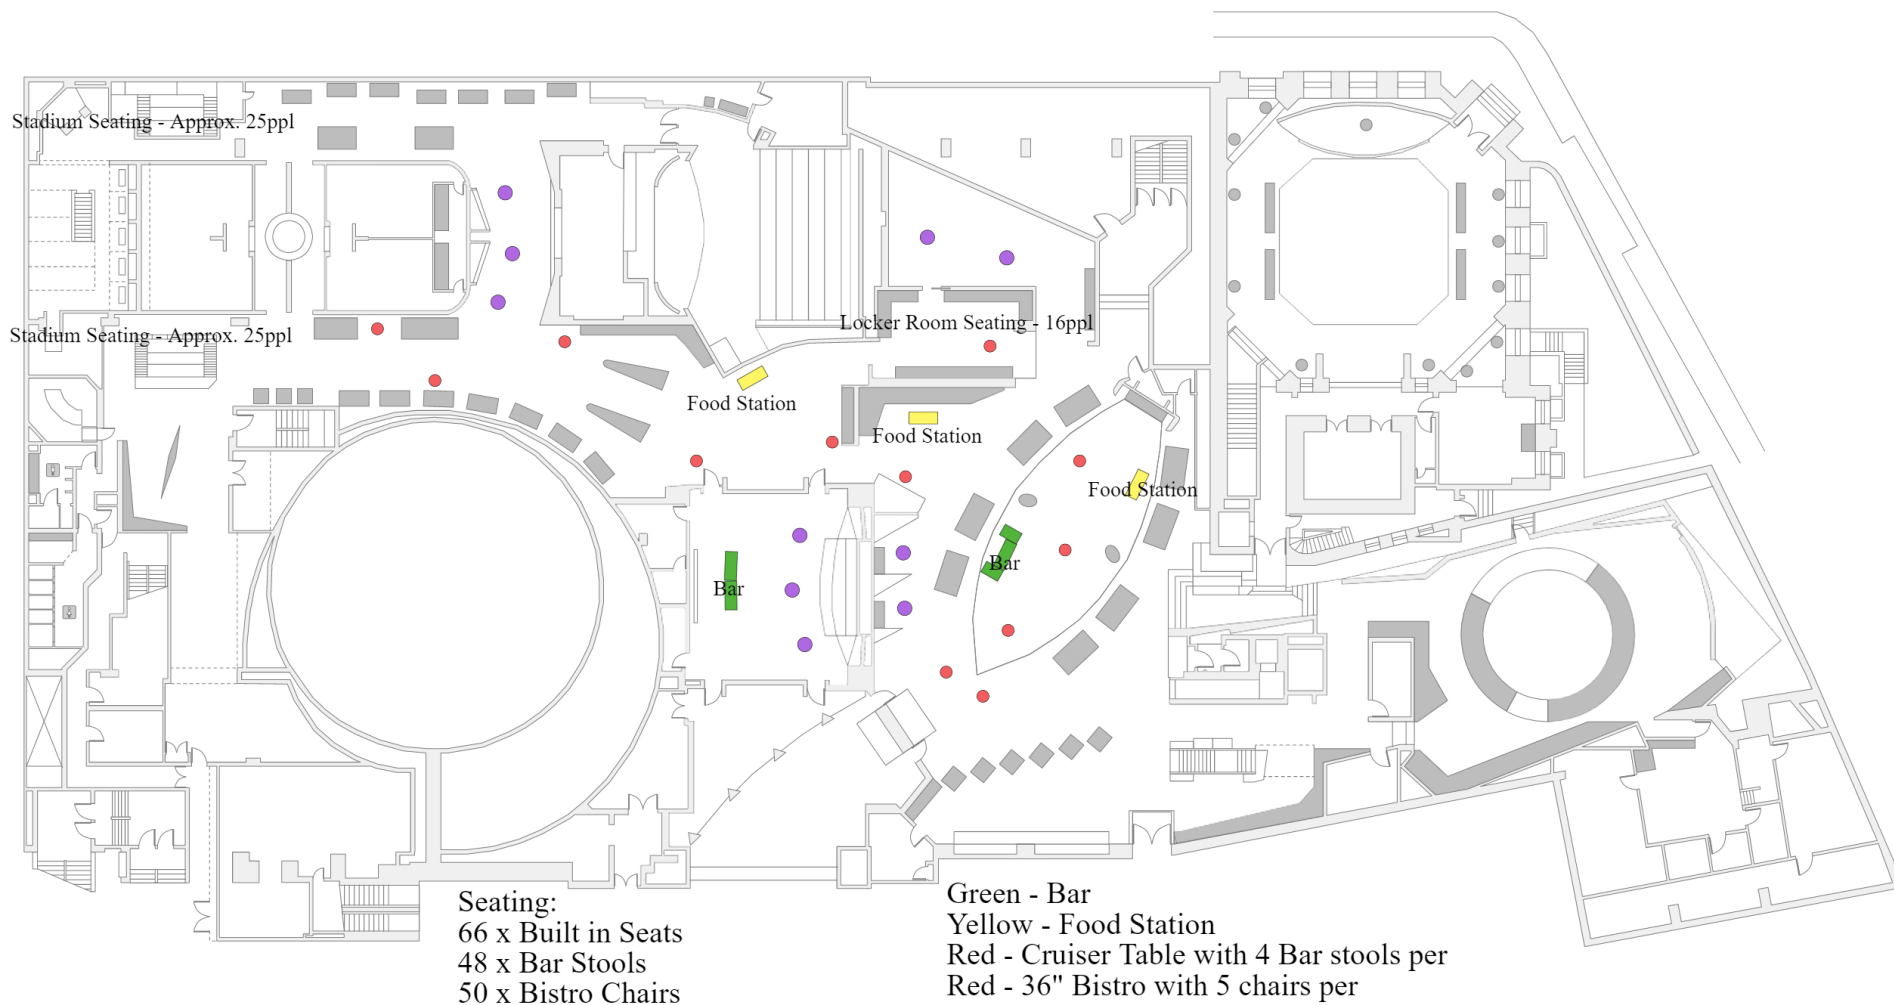 Stadium Seating - Approx. 25ppl
Locker Room Seating - 16ppl
Stadium Seating - Approx. 25ppl
Food Station
Food Station
Food Station
Bar
Bar
Seating:
66 x Built in Seats
48 x Bar Stools
50 x Bistro Chairs
Green - Bar
Yellow - Food Station
Red - Cruiser Table with 4 Bar stools per
Red - 36" Bistro with 5 chairs per